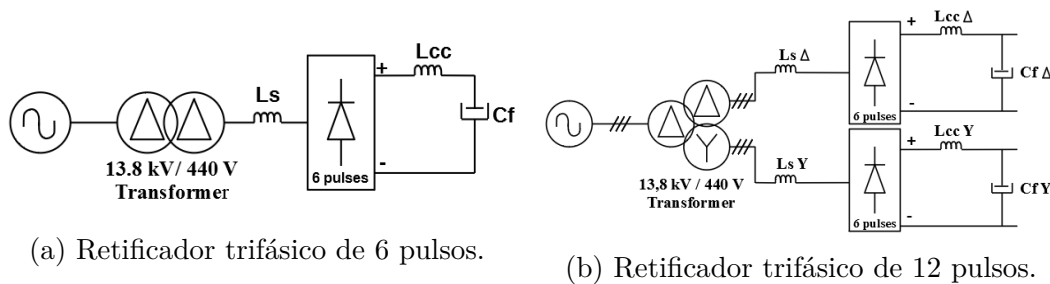 Ls
+
Lcc
Cf
-
6 pulses
13.8 kV/ 440 V
Transformer
(a) Retificador trifásico de 6 pulsos.
Ls Δ
+
Lcc Δ
Cf Δ
-
6 pulses
13,8 kV / 440 V
Transformer
Y
Ls Y
+
Lcc Y
Cf Y
-
6 pulses
(b) Retificador trifásico de 12 pulsos.